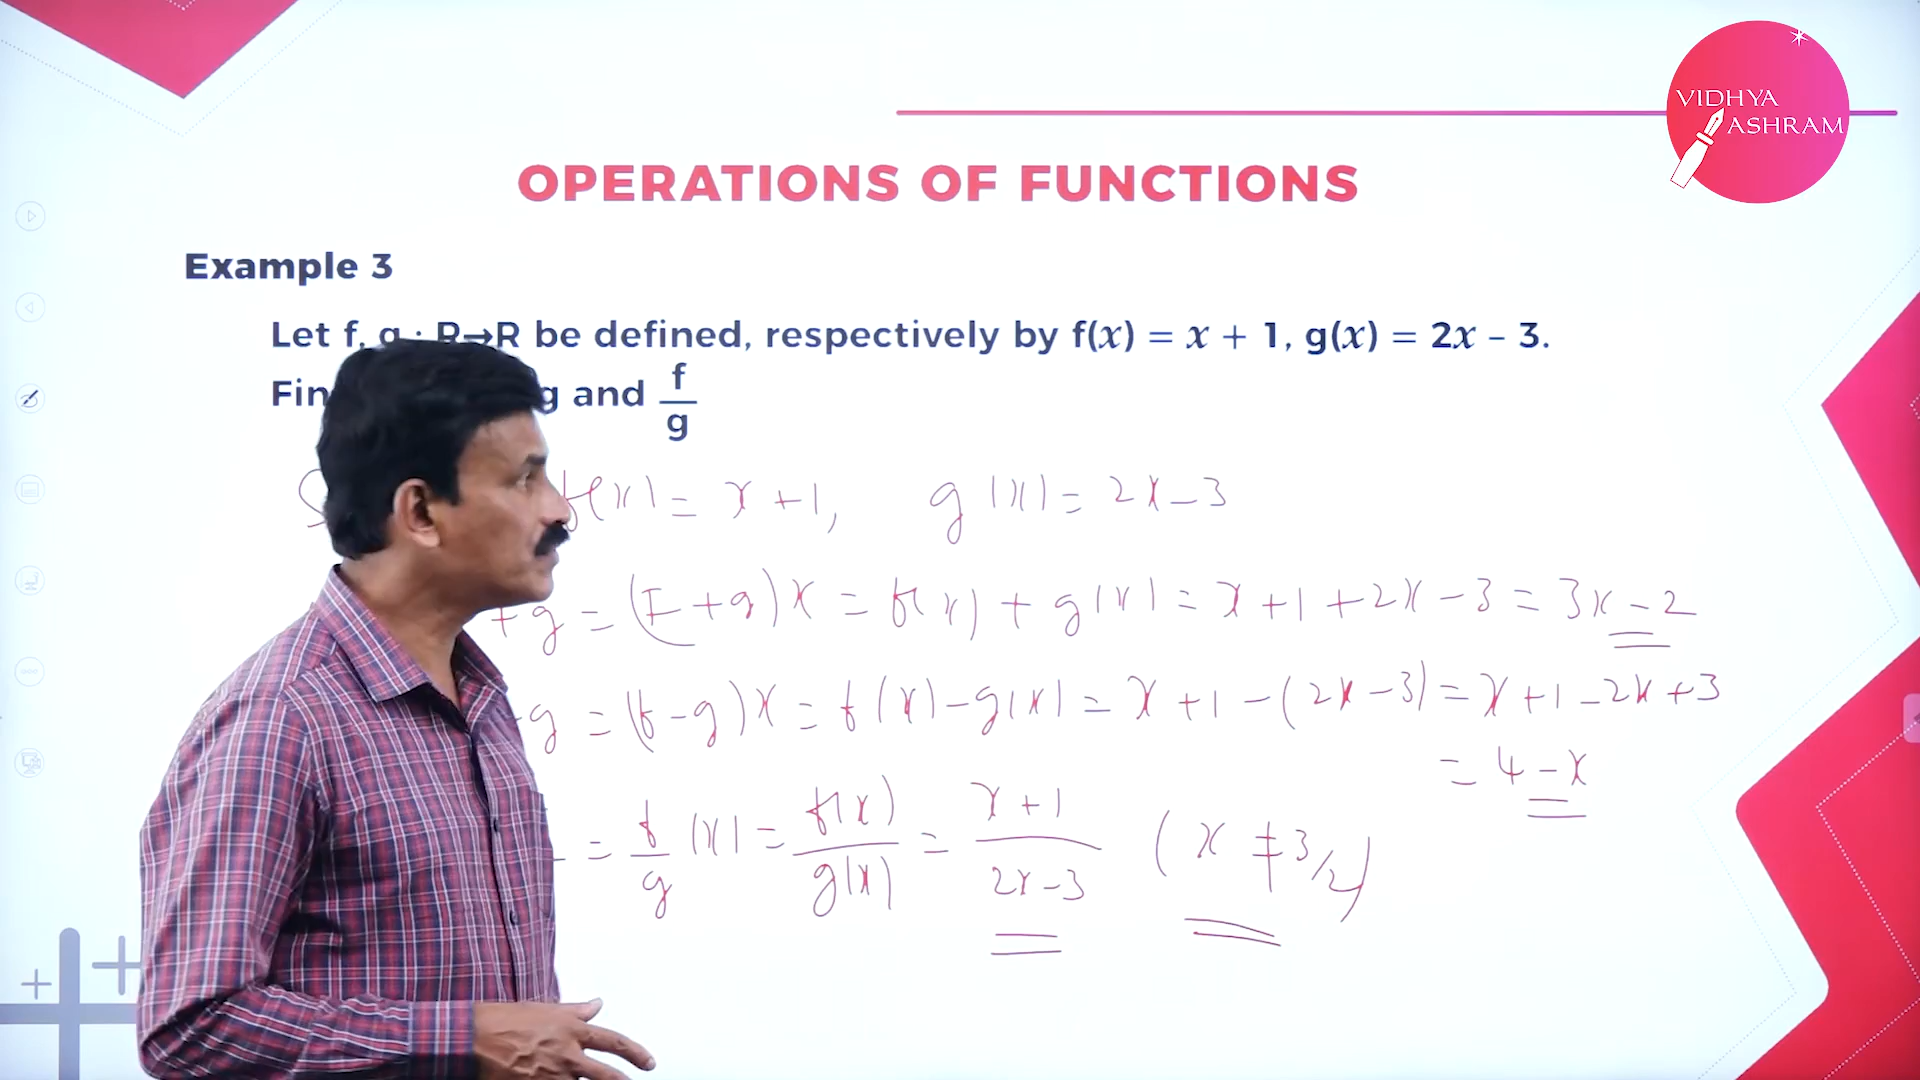 VIDHYA
ASHRAM
OPERATIONS OF FUNCTIONS
Example 3
Let f, g : R→R be defined, respectively by f(x) = x + 1, g(x) = 2x – 3.
g and f/g
f(x) = x + 1, g(x) = 2x - 3
+ g = (f + g)x = f(x) + g(x) = x + 1 + 2x - 3 = 3x - 2
- g = (f - g)x = f(x) - g(x) = x + 1 - (2x - 3) = x + 1 - 2x + 3
= 4 - x
= f/g (x) = f(x)/g(x) = x + 1/2x - 3 (x ≠ 3/2)